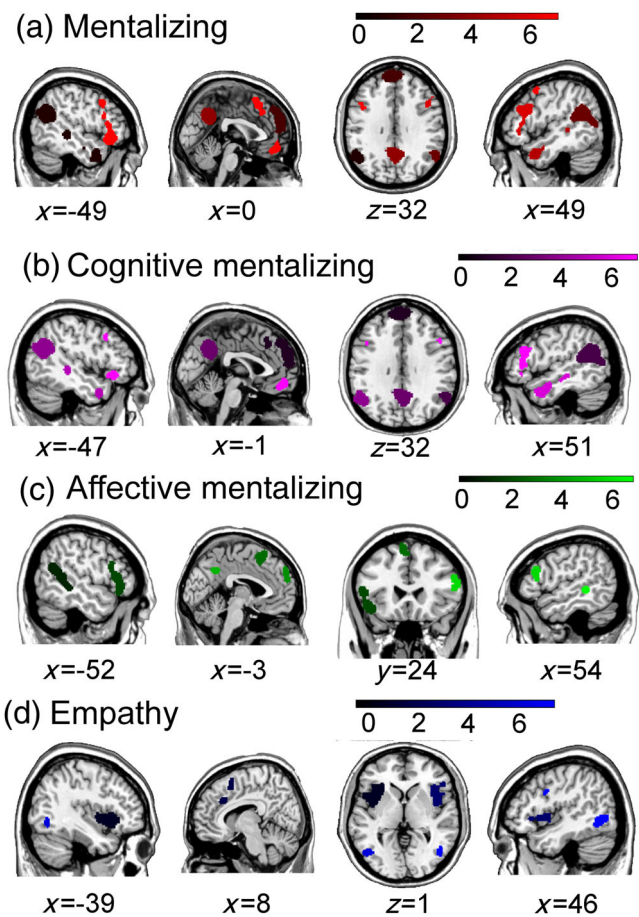 (a) Mentalizing
0 2 4 6
x=-49 x=0 z=32 x=49
(b) Cognitive mentalizing
0 2 4 6
x=-47 x=-1 z=32 x=51
(c) Affective mentalizing
0 2 4 6
x=-52 x=-3 y=24 x=54
(d) Empathy
0 2 4 6
x=-39 x=8 z=1 x=46